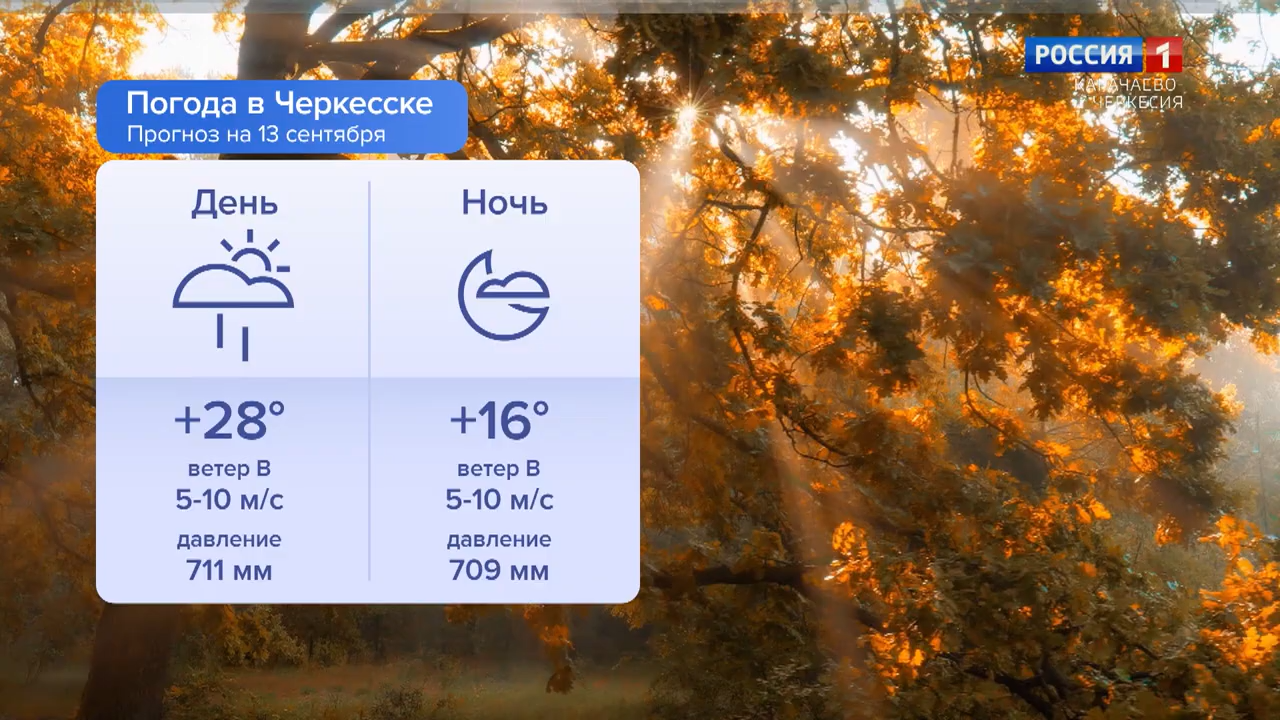 РОССИЯ 1
КАРАЧАЕВО
ЧЕРКЕСИЯ
Погода в Черкесске
Прогноз на 13 сентября
День
Ночь
+28°
+16°
ветер В
ветер В
5-10 м/с
5-10 м/с
давление
давление
711 мм
709 мм